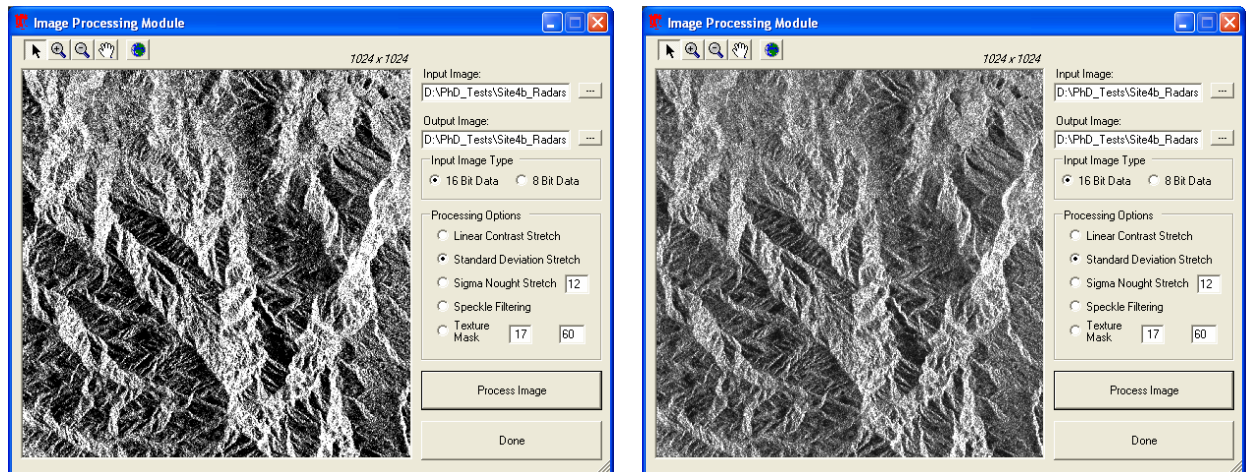 Image Processing Module
1024 x 1024
Input Image:
D:\PhD_Tests\Site4b_Radars
...
Output Image:
D:\PhD_Tests\Site4b_Radars
...
Input Image Type
16 Bit Data 8 Bit Data
Processing Options
Linear Contrast Stretch
Standard Deviation Stretch
Sigma Nought Stretch 12
Speckle Filtering
Texture Mask 17 60
Process Image
Done
Image Processing Module
1024 x 1024
Input Image:
D:\PhD_Tests\Site4b_Radars
...
Output Image:
D:\PhD_Tests\Site4b_Radars
...
Input Image Type
16 Bit Data 8 Bit Data
Processing Options
Linear Contrast Stretch
Standard Deviation Stretch
Sigma Nought Stretch 12
Speckle Filtering
Texture Mask 17 60
Process Image
Done